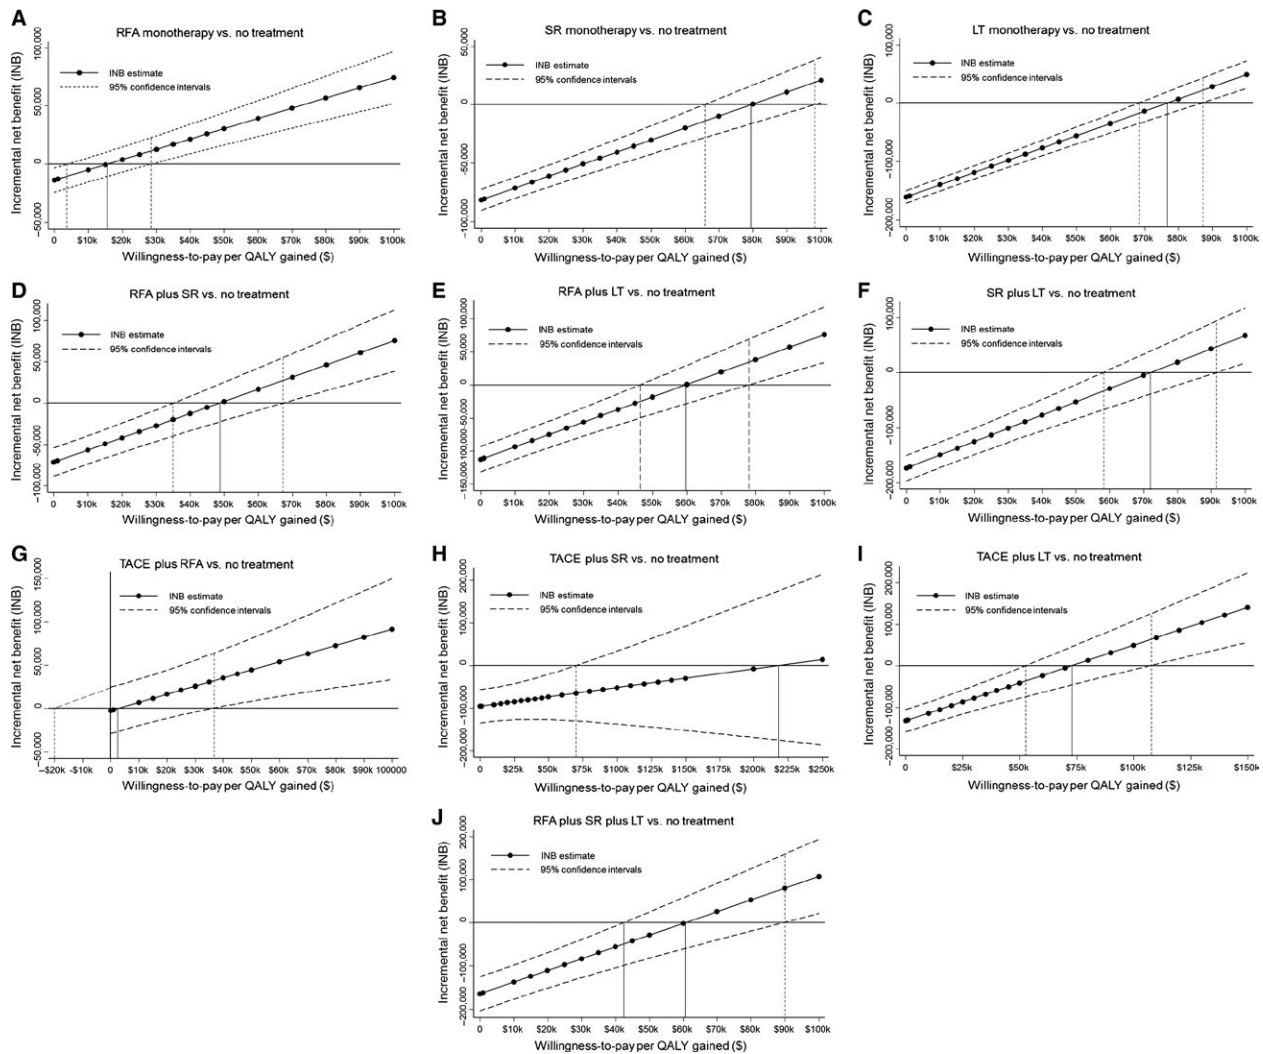 A
RFA monotherapy vs. no treatment
Incremental net benefit (INB)
100,000
50,000
0
−50,000
INB estimate
95% confidence intervals
0 $10k $20k $30k $40k $50k $60k $70k $80k $90k $100k
Willingness-to-pay per QALY gained ($)
B
SR monotherapy vs. no treatment
Incremental net benefit (INB)
50,000
0
−50,000
−100,000
INB estimate
95% confidence intervals
0 $10k $20k $30k $40k $50k $60k $70k $80k $90k $100k
Willingness-to-pay per QALY gained ($)
C
LT monotherapy vs. no treatment
Incremental net benefit (INB)
100,000
0
−100,000
−200,000
INB estimate
95% confidence intervals
0 $10k $20k $30k $40k $50k $60k $70k $80k $90k $100k
Willingness-to-pay per QALY gained ($)
D
RFA plus SR vs. no treatment
Incremental net benefit (INB)
100,000
50,000
0
−50,000
−100,000
INB estimate
95% confidence intervals
0 $10k $20k $30k $40k $50k $60k $70k $80k $90k $100k
Willingness-to-pay per QALY gained ($)
E
RFA plus LT vs. no treatment
Incremental net benefit (INB)
100,000
50,000
0
−50,000
−100,000
−150,000
INB estimate
95% confidence intervals
0 $10k $20k $30k $40k $50k $60k $70k $80k $90k $100k
Willingness-to-pay per QALY gained ($)
F
SR plus LT vs. no treatment
Incremental net benefit (INB)
100,000
0
−100,000
−200,000
INB estimate
95% confidence intervals
0 $10k $20k $30k $40k $50k $60k $70k $80k $90k $100k
Willingness-to-pay per QALY gained ($)
G
TACE plus RFA vs. no treatment
Incremental net benefit (INB)
150,000
100,000
50,000
0
−50,000
INB estimate
95% confidence intervals
−$20k -$10k 0 $10k $20k $30k $40k $50k $60k $70k $80k $90k 100000
Willingness-to-pay per QALY gained ($)
H
TACE plus SR vs. no treatment
Incremental net benefit (INB)
200,000
100,000
0
−100,000
−200,000
INB estimate
95% confidence intervals
0 $25k $50k $75k $100k $125k $150k $175k $200k $225k $250k
Willingness-to-pay per QALY gained ($)
I
TACE plus LT vs. no treatment
Incremental net benefit (INB)
200,000
100,000
0
−100,000
−200,000
INB estimate
95% confidence intervals
0 $25k $50k $75k $100k $125k $150k
Willingness-to-pay per QALY gained ($)
J
RFA plus SR plus LT vs. no treatment
Incremental net benefit (INB)
200,000
100,000
0
−100,000
−200,000
INB estimate
95% confidence intervals
0 $10k $20k $30k $40k $50k $60k $70k $80k $90k $100k
Willingness-to-pay per QALY gained ($)